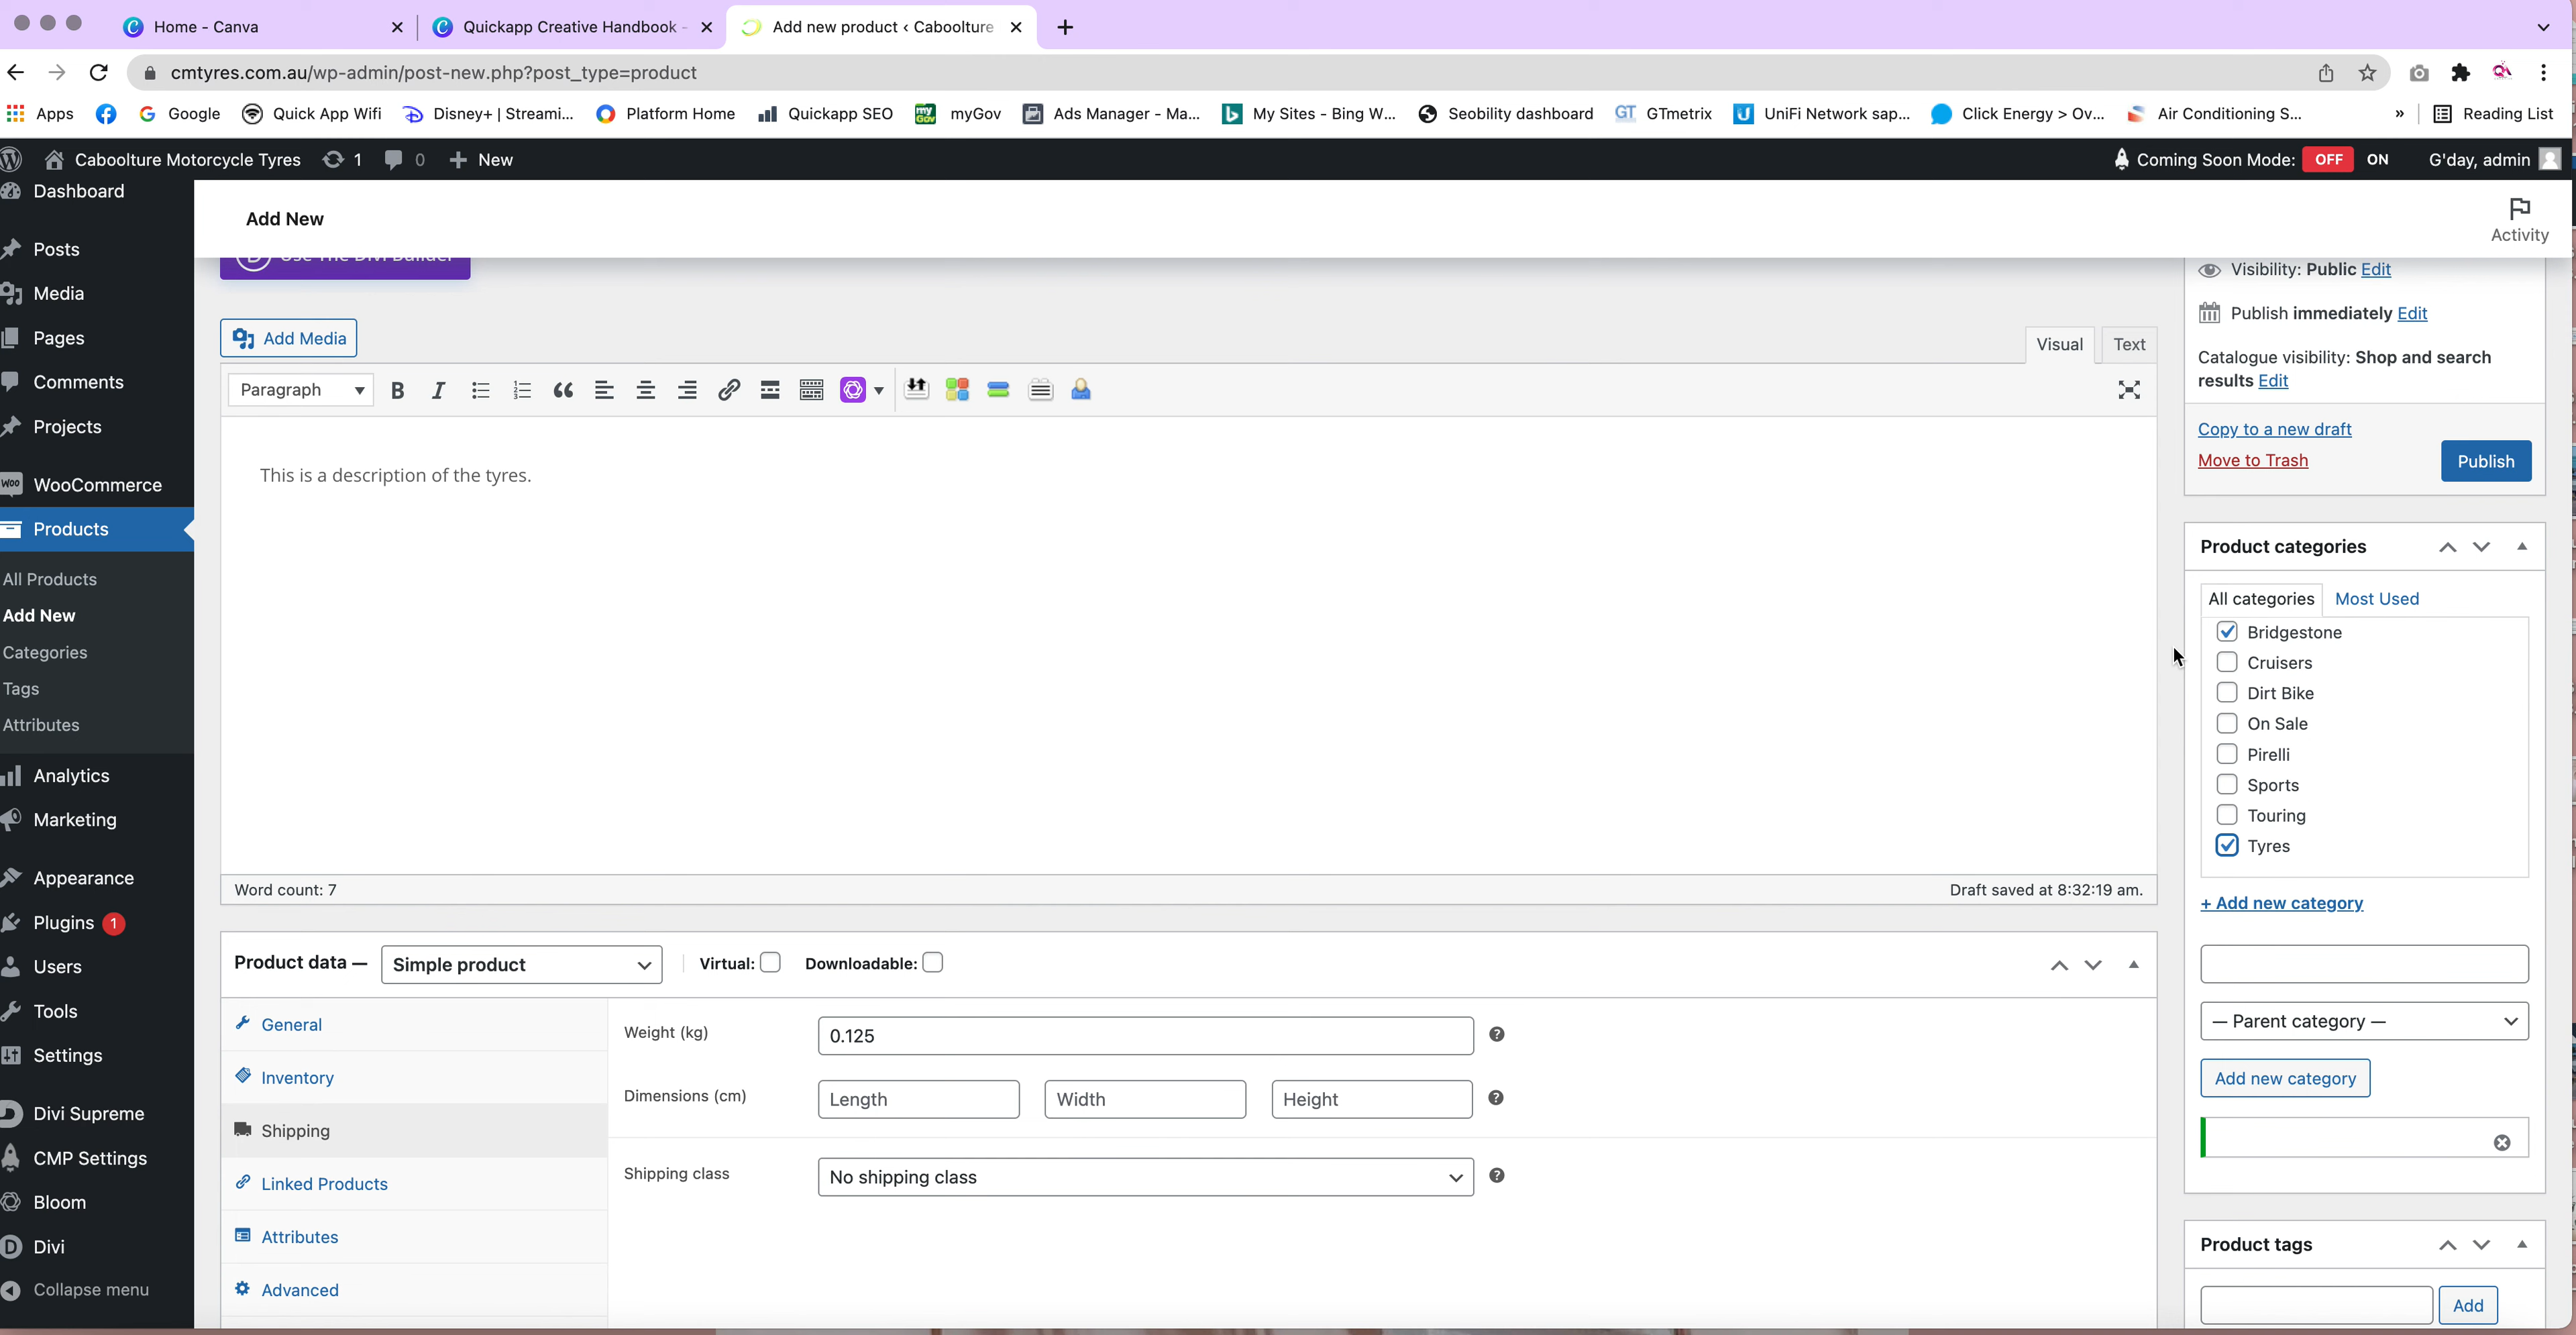 Home - Canva
Quickapp Creative Handbook -
Add new product ‹ Caboolture
cmtyres.com.au/wp-admin/post-new.php?post_type=product
Apps
Google
Quick App Wifi
Disney+ | Streami...
Platform Home
Quickapp SEO
myGov
Ads Manager - Ma...
My Sites - Bing W...
Seobility dashboard
GTmetrix
UniFi Network sap...
Click Energy > Ov...
Air Conditioning S...
»
Reading List
Caboolture Motorcycle Tyres
1
0
New
Coming Soon Mode: OFF ON
G'day, admin
Dashboard
Posts
Media
Pages
Comments
Projects
WooCommerce
Products
All Products
Add New
Categories
Tags
Attributes
Analytics
Marketing
Appearance
Plugins 1
Users
Tools
Settings
Divi Supreme
CMP Settings
Bloom
Divi
Collapse menu
Add New
Activity
Use The Divi Builder
Add Media
Visual
Text
Paragraph
This is a description of the tyres.
Word count: 7
Draft saved at 8:32:19 am.
Product data —
Simple product
Virtual:
Downloadable:
General
Inventory
Shipping
Linked Products
Attributes
Advanced
Weight (kg)
0.125
Dimensions (cm)
Length
Width
Height
Shipping class
No shipping class
Visibility: Public Edit
Publish immediately Edit
Catalogue visibility: Shop and search
results Edit
Copy to a new draft
Move to Trash
Publish
Product categories
All categories
Most Used
Bridgestone
Cruisers
Dirt Bike
On Sale
Pirelli
Sports
Touring
Tyres
+ Add new category
— Parent category —
Add new category
Product tags
Add